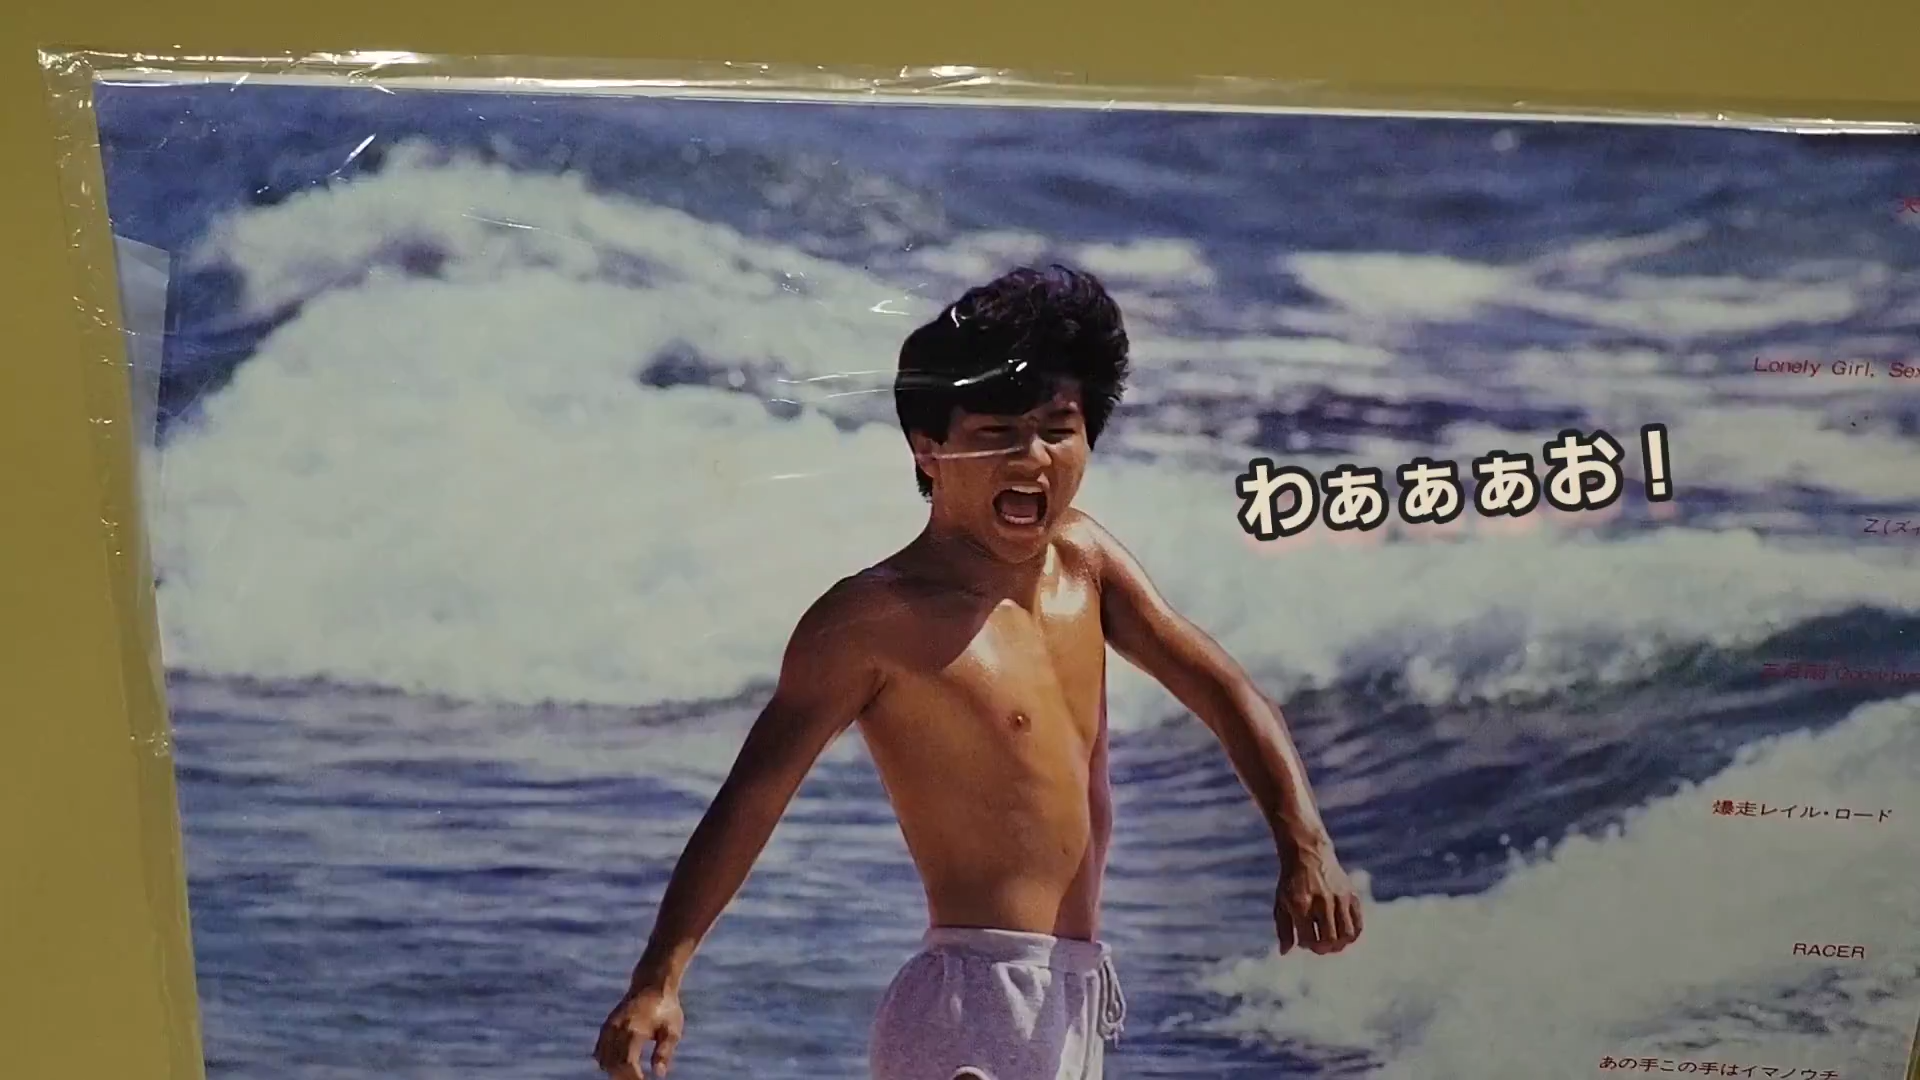 Lonely Girl, Sex
わぁぁぁお!
Z(ズィ
爆走レイル・ロード
RACER
あの手この手はイマノウチ